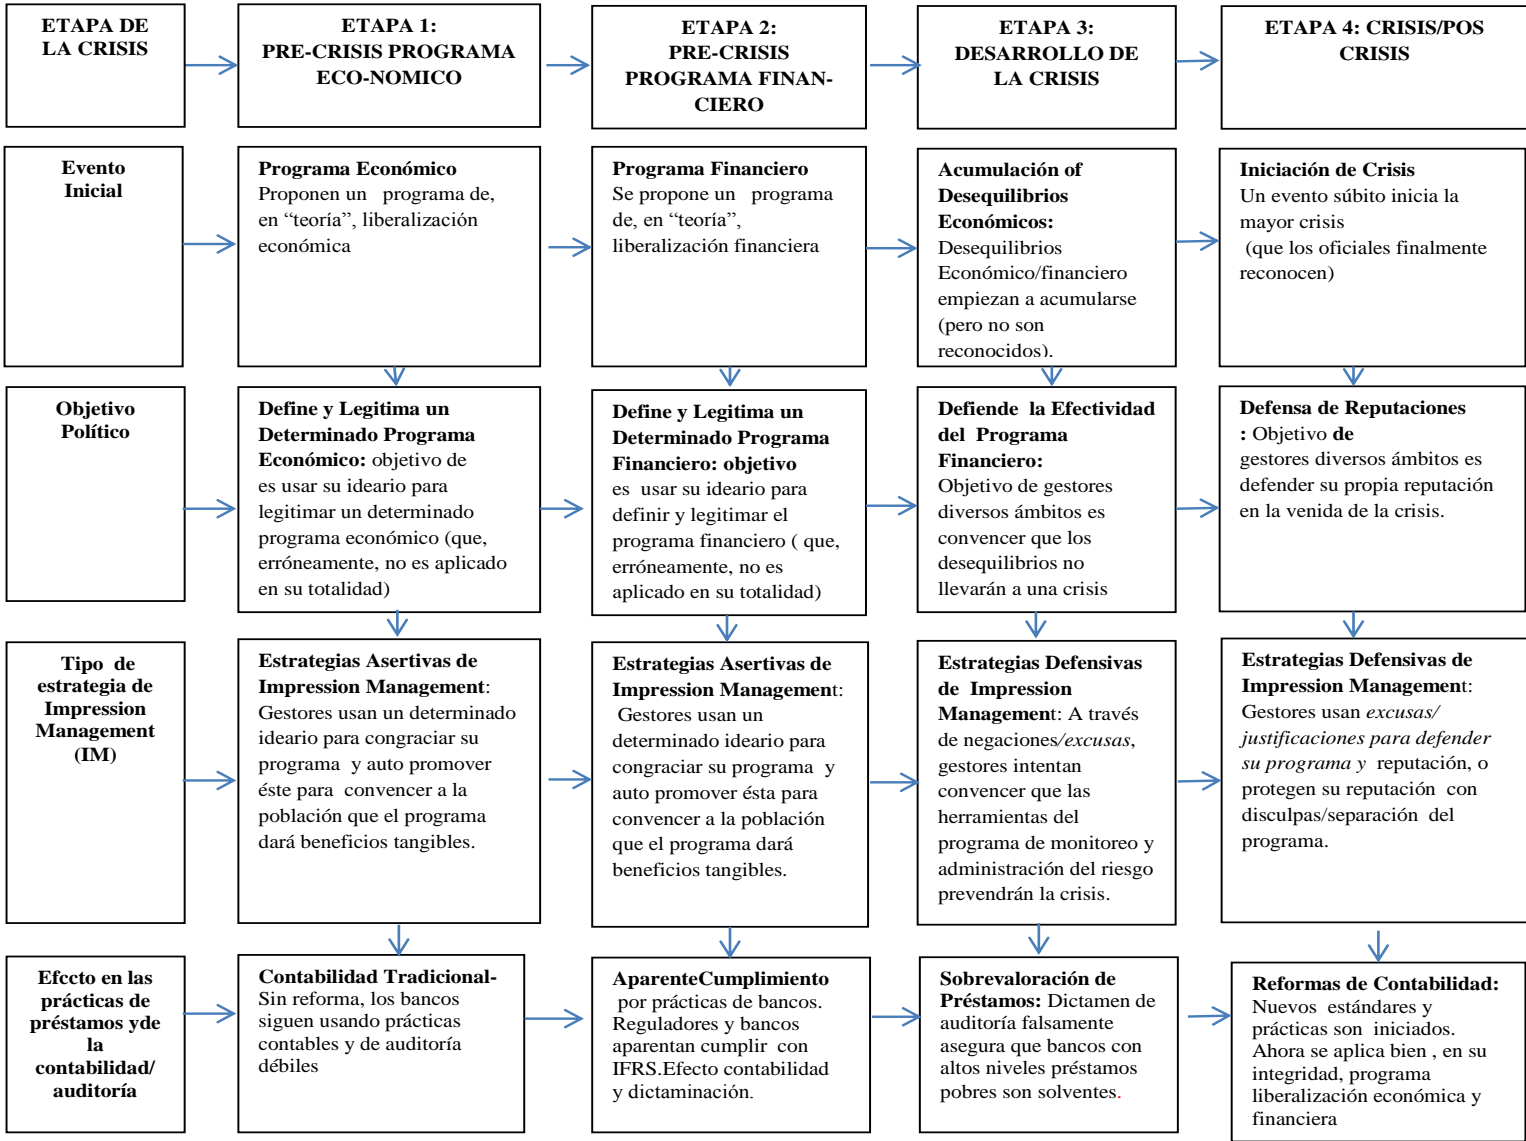 ETAPA DE
LA CRISIS
ETAPA 1:
PRE-CRISIS PROGRAMA
ECO-NOMICO
ETAPA 2:
PRE-CRISIS
PROGRAMA FINAN-
CIERO
ETAPA 3:
DESARROLLO DE
LA CRISIS
ETAPA 4: CRISIS/POS
CRISIS
Evento
Inicial
Programa Económico
Proponen un programa de,
en “teoría”, liberalización
económica
Programa Financiero
Se propone un programa
de, en “teoría”,
liberalización financiera
Acumulación of
Desequilibrios
Económicos:
Desequilibrios
Económico/financiero
empiezan a acumularse
(pero no son
reconocidos).
Iniciación de Crisis
Un evento súbito inicia la
mayor crisis
(que los oficiales finalmente
reconocen)
Objetivo
Político
Define y Legitima un
Determinado Programa
Económico: objetivo de
es usar su ideario para
legitimar un determinado
programa económico (que,
erróneamente, no es aplicado
en su totalidad)
Define y Legitima un
Determinado Programa
Financiero: objetivo
es usar su ideario para
definir y legitimar el
programa financiero ( que,
erróneamente, no es
aplicado en su totalidad)
Defiende la Efectividad
del Programa
Financiero:
Objetivo de gestores
diversos ámbitos es
convencer que los
desequilibrios no
llevarán a una crisis
Defensa de Reputaciones
: Objetivo de
gestores diversos ámbitos es
defender su propia reputación
en la venida de la crisis.
Tipo de
estrategia de
Impression
Management
(IM)
Estrategias Asertivas de
Impression Management:
Gestores usan un determinado
ideario para congraciar su
programa y auto promover
éste para convencer a la
población que el programa
dará beneficios tangibles.
Estrategias Asertivas de
Impression Management:
Gestores usan un
determinado ideario para
congraciar su programa y
auto promover ésta para
convencer a la población
que el programa dará
beneficios tangibles.
Estrategias Defensivas
de Impression
Management: A través
de negaciones/excusas,
gestores intentan
convencer que las
herramientas del
programa de monitoreo y
administración del riesgo
prevendrán la crisis.
Estrategias Defensivas de
Impression Management:
Gestores usan excusas/
justificaciones para defender
su programa y reputación, o
protegen su reputación con
disculpas/separación del
programa.
Efecto en las
prácticas de
préstamos yde
la
contabilidad/
auditoría
Contabilidad Tradicional-
Sin reforma, los bancos
siguen usando prácticas
contables y de auditoría
débiles
AparenteCumplimiento
por prácticas de bancos.
Reguladores y bancos
aparentan cumplir con
IFRS.Efecto contabilidad
y dictaminación.
Sobrevaloración de
Préstamos: Dictamen de
auditoría falsamente
asegura que bancos con
altos niveles préstamos
pobres son solventes.
Reformas de Contabilidad:
Nuevos estándares y
prácticas son iniciados.
Ahora se aplica bien , en su
integridad, programa
liberalización económica y
financiera